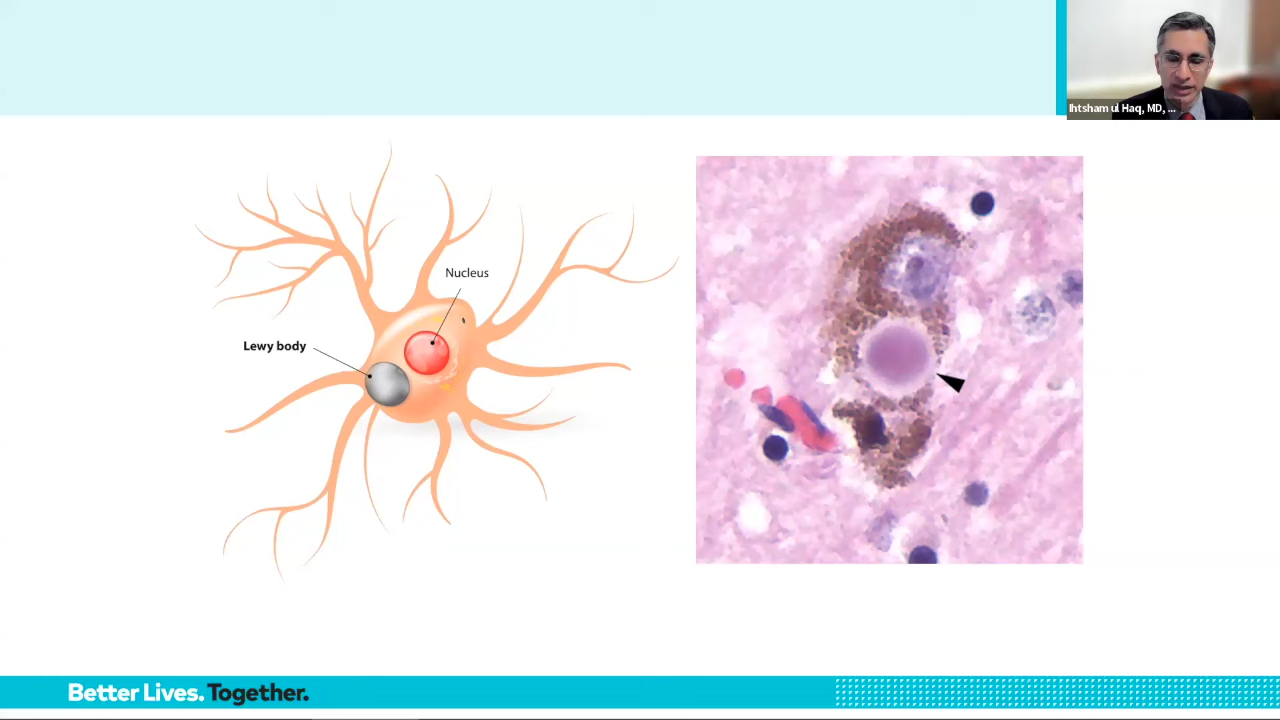 Ihtsham ul Haq, MD, ...
Nucleus
Lewy body
Better Lives. Together.